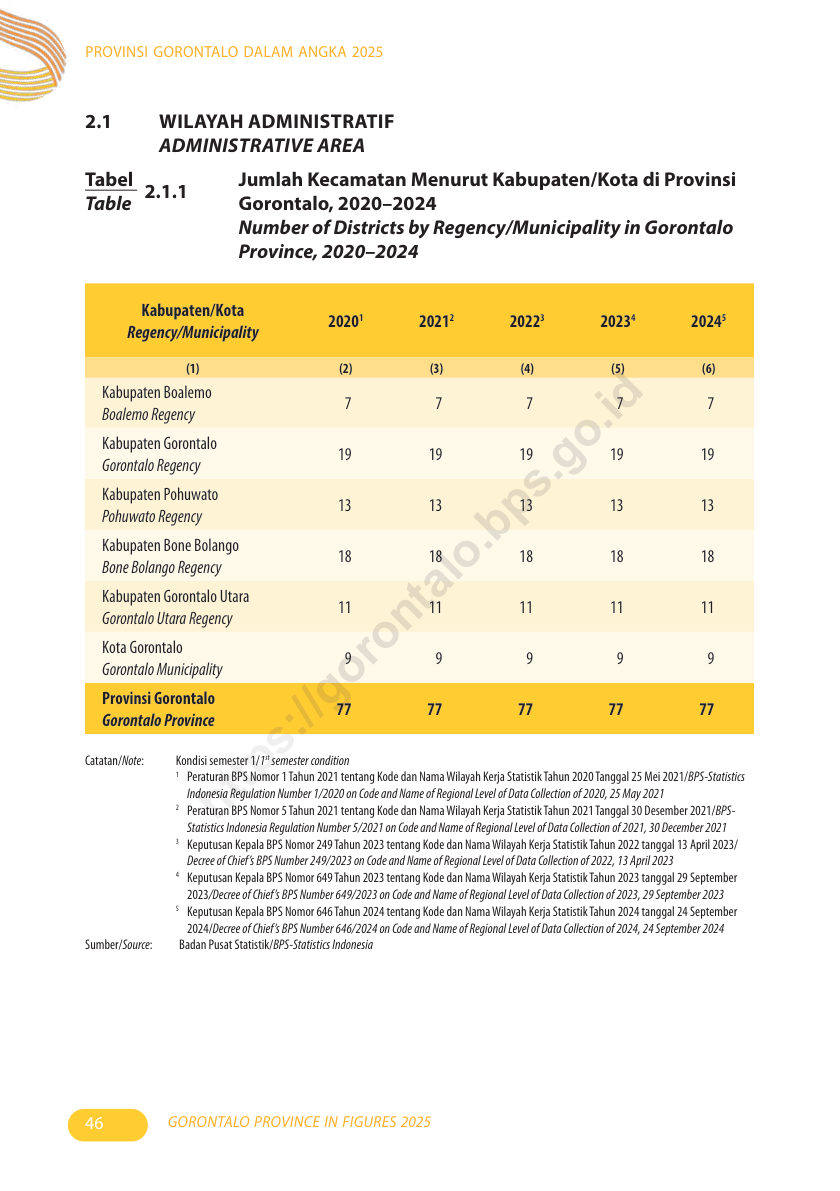 PROVINSI GORONTALO DALAM ANGKA 2025
2.1 WILAYAH ADMINISTRATIF
ADMINISTRATIVE AREA
Tabel
Table
2.1.1
Jumlah Kecamatan Menurut Kabupaten/Kota di Provinsi
Gorontalo, 2020–2024
Number of Districts by Regency/Municipality in Gorontalo
Province, 2020–2024
Kabupaten/Kota
Regency/Municipality
2020¹ 2021² 2022³ 2023⁴ 2024⁵
(1) (2) (3) (4) (5) (6)
Kabupaten Boalemo
Boalemo Regency
7 7 7 7 7
Kabupaten Gorontalo
Gorontalo Regency
19 19 19 19 19
Kabupaten Pohuwato
Pohuwato Regency
13 13 13 13 13
Kabupaten Bone Bolango
Bone Bolango Regency
18 18 18 18 18
Kabupaten Gorontalo Utara
Gorontalo Utara Regency
11 11 11 11 11
Kota Gorontalo
Gorontalo Municipality
9 9 9 9 9
Provinsi Gorontalo
Gorontalo Province
77 77 77 77 77
Catatan/Note: Kondisi semester 1/1st semester condition
¹ Peraturan BPS Nomor 1 Tahun 2021 tentang Kode dan Nama Wilayah Kerja Statistik Tahun 2020 Tanggal 25 Mei 2021/BPS-Statistics
Indonesia Regulation Number 1/2020 on Code and Name of Regional Level of Data Collection of 2020, 25 May 2021
² Peraturan BPS Nomor 5 Tahun 2021 tentang Kode dan Nama Wilayah Kerja Statistik Tahun 2021 Tanggal 30 Desember 2021/BPS-
Statistics Indonesia Regulation Number 5/2021 on Code and Name of Regional Level of Data Collection of 2021, 30 December 2021
³ Keputusan Kepala BPS Nomor 249 Tahun 2023 tentang Kode dan Nama Wilayah Kerja Statistik Tahun 2022 tanggal 13 April 2023/
Decree of Chief's BPS Number 249/2023 on Code and Name of Regional Level of Data Collection of 2022, 13 April 2023
⁴ Keputusan Kepala BPS Nomor 649 Tahun 2023 tentang Kode dan Nama Wilayah Kerja Statistik Tahun 2023 tanggal 29 September
2023/Decree of Chief's BPS Number 649/2023 on Code and Name of Regional Level of Data Collection of 2023, 29 September 2023
⁵ Keputusan Kepala BPS Nomor 646 Tahun 2024 tentang Kode dan Nama Wilayah Kerja Statistik Tahun 2024 tanggal 24 September
2024/Decree of Chief's BPS Number 646/2024 on Code and Name of Regional Level of Data Collection of 2024, 24 September 2024
Sumber/Source: Badan Pusat Statistik/BPS-Statistics Indonesia
https://gorontalo.bps.go.id
46 GORONTALO PROVINCE IN FIGURES 2025